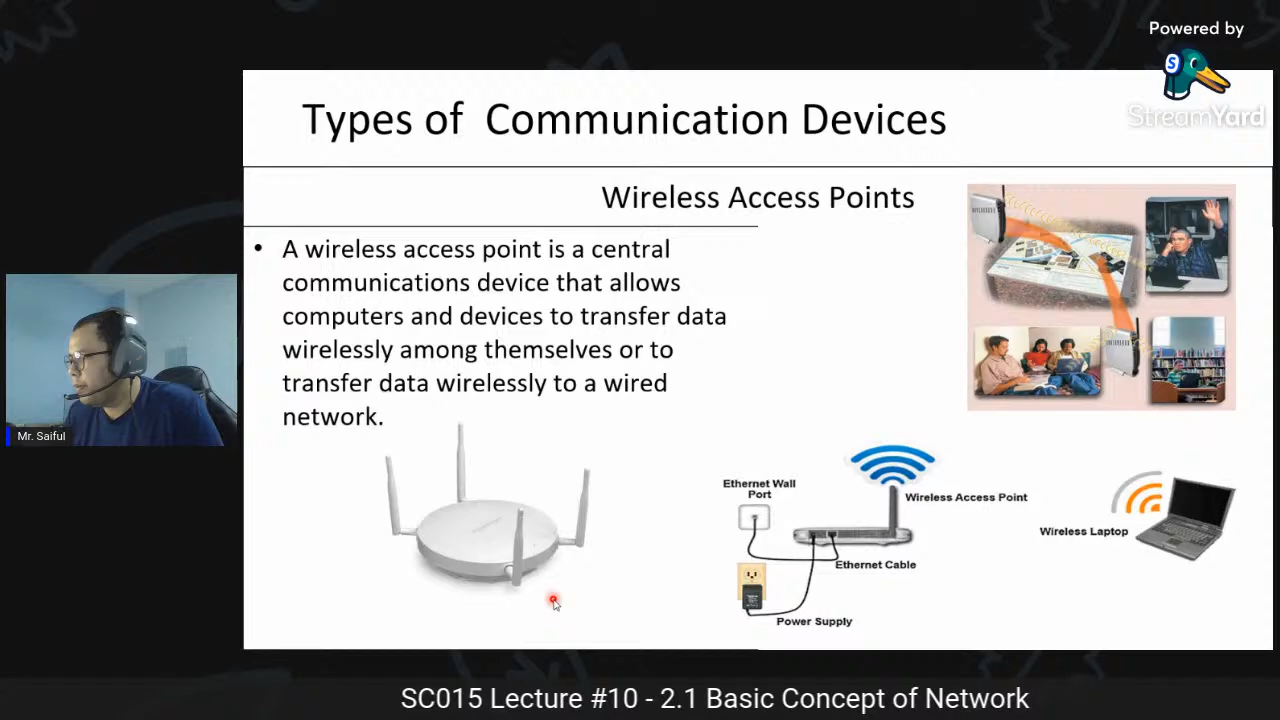 Powered by
StreamYard
Types of Communication Devices
Wireless Access Points
• A wireless access point is a central
communications device that allows
computers and devices to transfer data
wirelessly among themselves or to
transfer data wirelessly to a wired
network.
Ethernet Wall
Port
Wireless Access Point
Ethernet Cable
Power Supply
Wireless Laptop
Mr. Saiful
SC015 Lecture #10 - 2.1 Basic Concept of Network